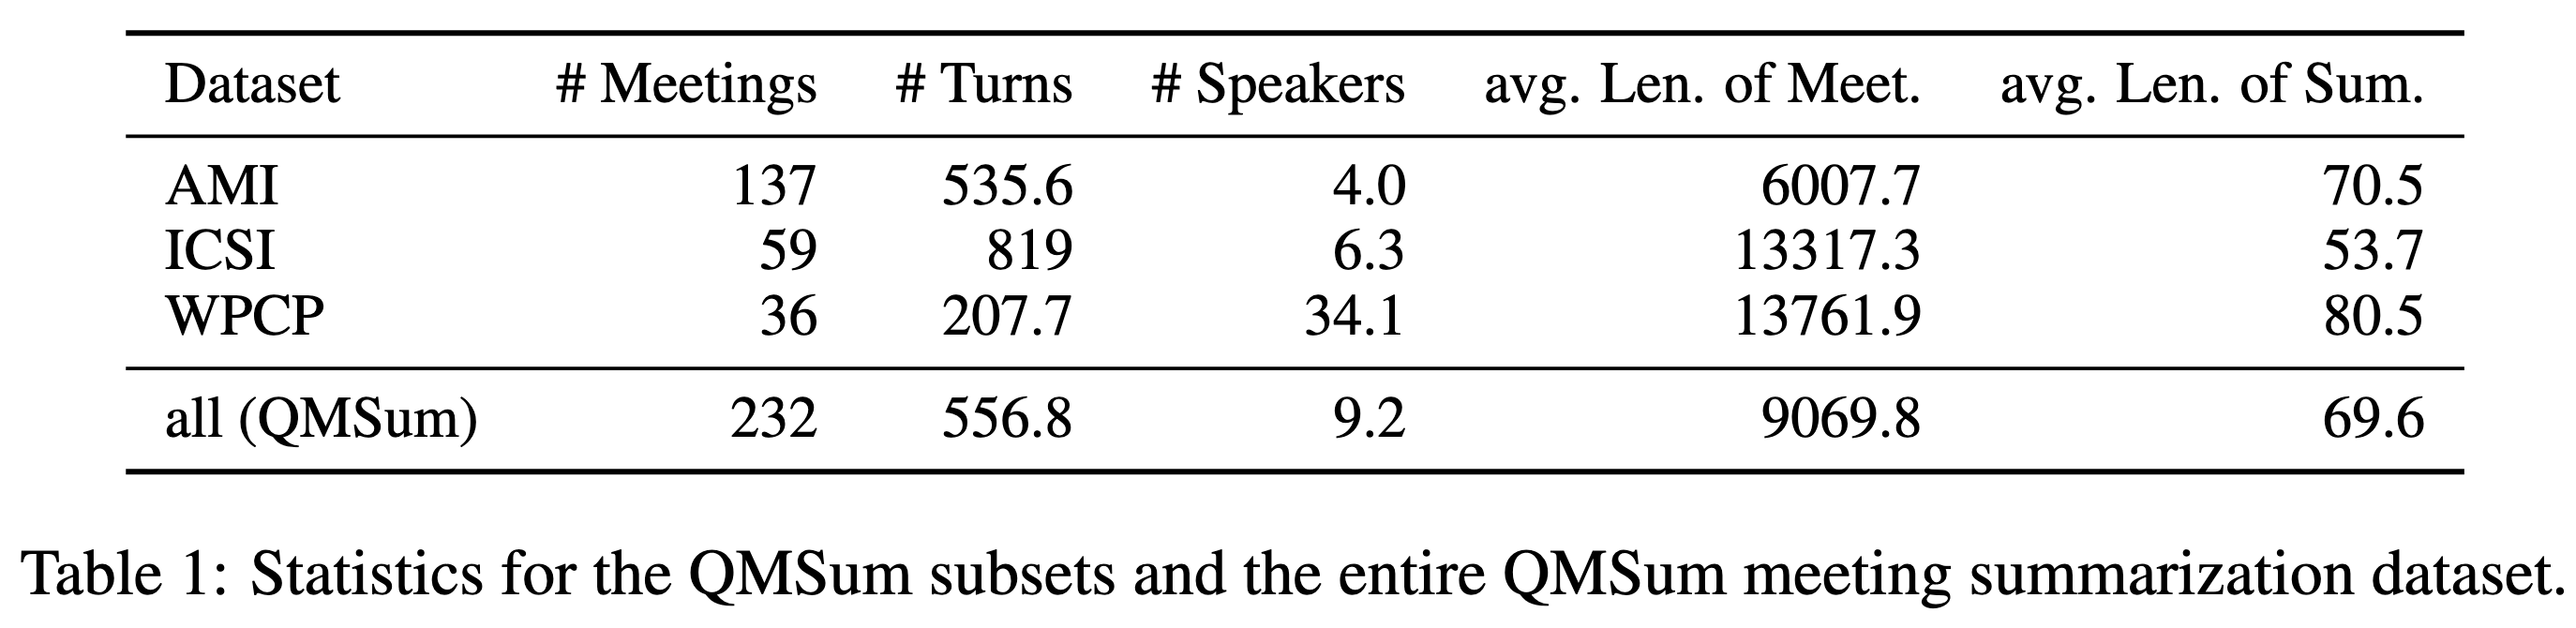 Dataset # Meetings # Turns # Speakers avg. Len. of Meet. avg. Len. of Sum.
AMI 137 535.6 4.0 6007.7 70.5
ICSI 59 819 6.3 13317.3 53.7
WPCP 36 207.7 34.1 13761.9 80.5
all (QMSum) 232 556.8 9.2 9069.8 69.6
Table 1: Statistics for the QMSum subsets and the entire QMSum meeting summarization dataset.